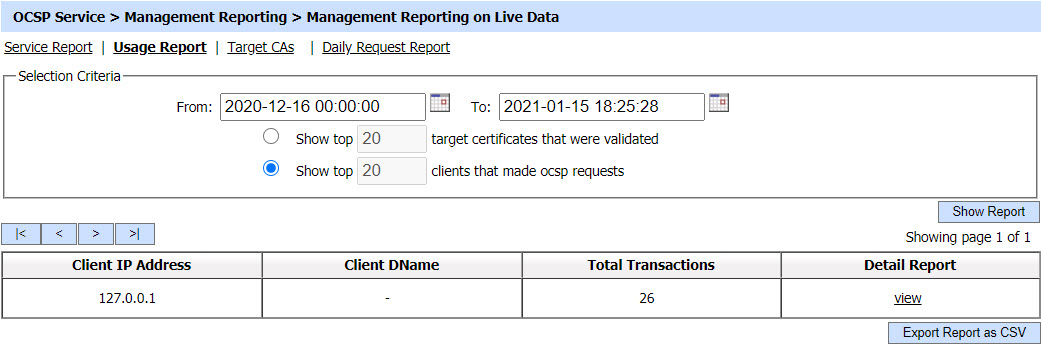 OCSP Service > Management Reporting > Management Reporting on Live Data
Service Report | Usage Report | Target CAs | Daily Request Report
Selection Criteria
From: 2020-12-16 00:00:00 To: 2021-01-15 18:25:28
Show top 20 target certificates that were validated
Show top 20 clients that made ocsp requests
Show Report
|< < > >|
Showing page 1 of 1
Client IP Address Client DName Total Transactions Detail Report
127.0.0.1 - 26 view
Export Report as CSV